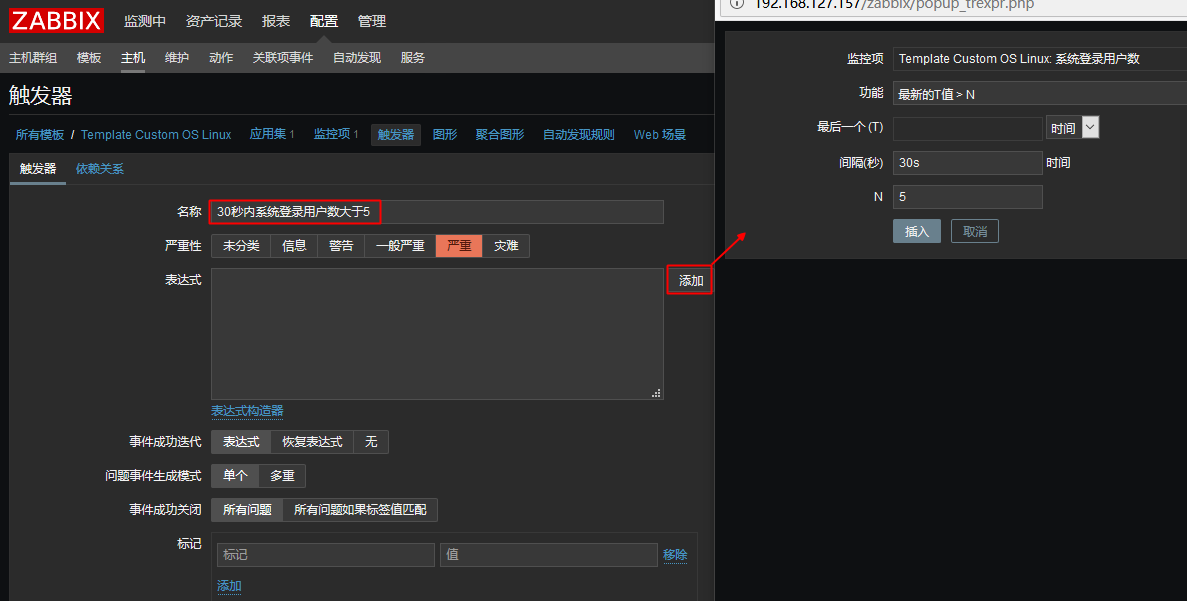 ZABBIX 监测中 资产记录 报表 配置 管理
主机群组 模板 主机 维护 动作 关联项事件 自动发现 服务
触发器
所有模板 / Template Custom OS Linux 应用集 1 监控项 1 触发器 图形 聚合图形 自动发现规则 Web 场景
触发器 依赖关系
名称 30秒内系统登录用户数大于5
严重性 未分类 信息 警告 一般严重 严重 灾难
表达式 添加
表达式构造器
事件成功迭代 表达式 恢复表达式 无
问题事件生成模式 单个 多重
事件成功关闭 所有问题 所有问题如果标签值匹配
标记 标记 值 移除
添加
192.168.127.157/zabbix/popup_trexpr.php
监控项 Template Custom OS Linux: 系统登录用户数
功能 最新的T值 > N
最后一个 (T) 时间
间隔(秒) 30s 时间
N 5
插入 取消